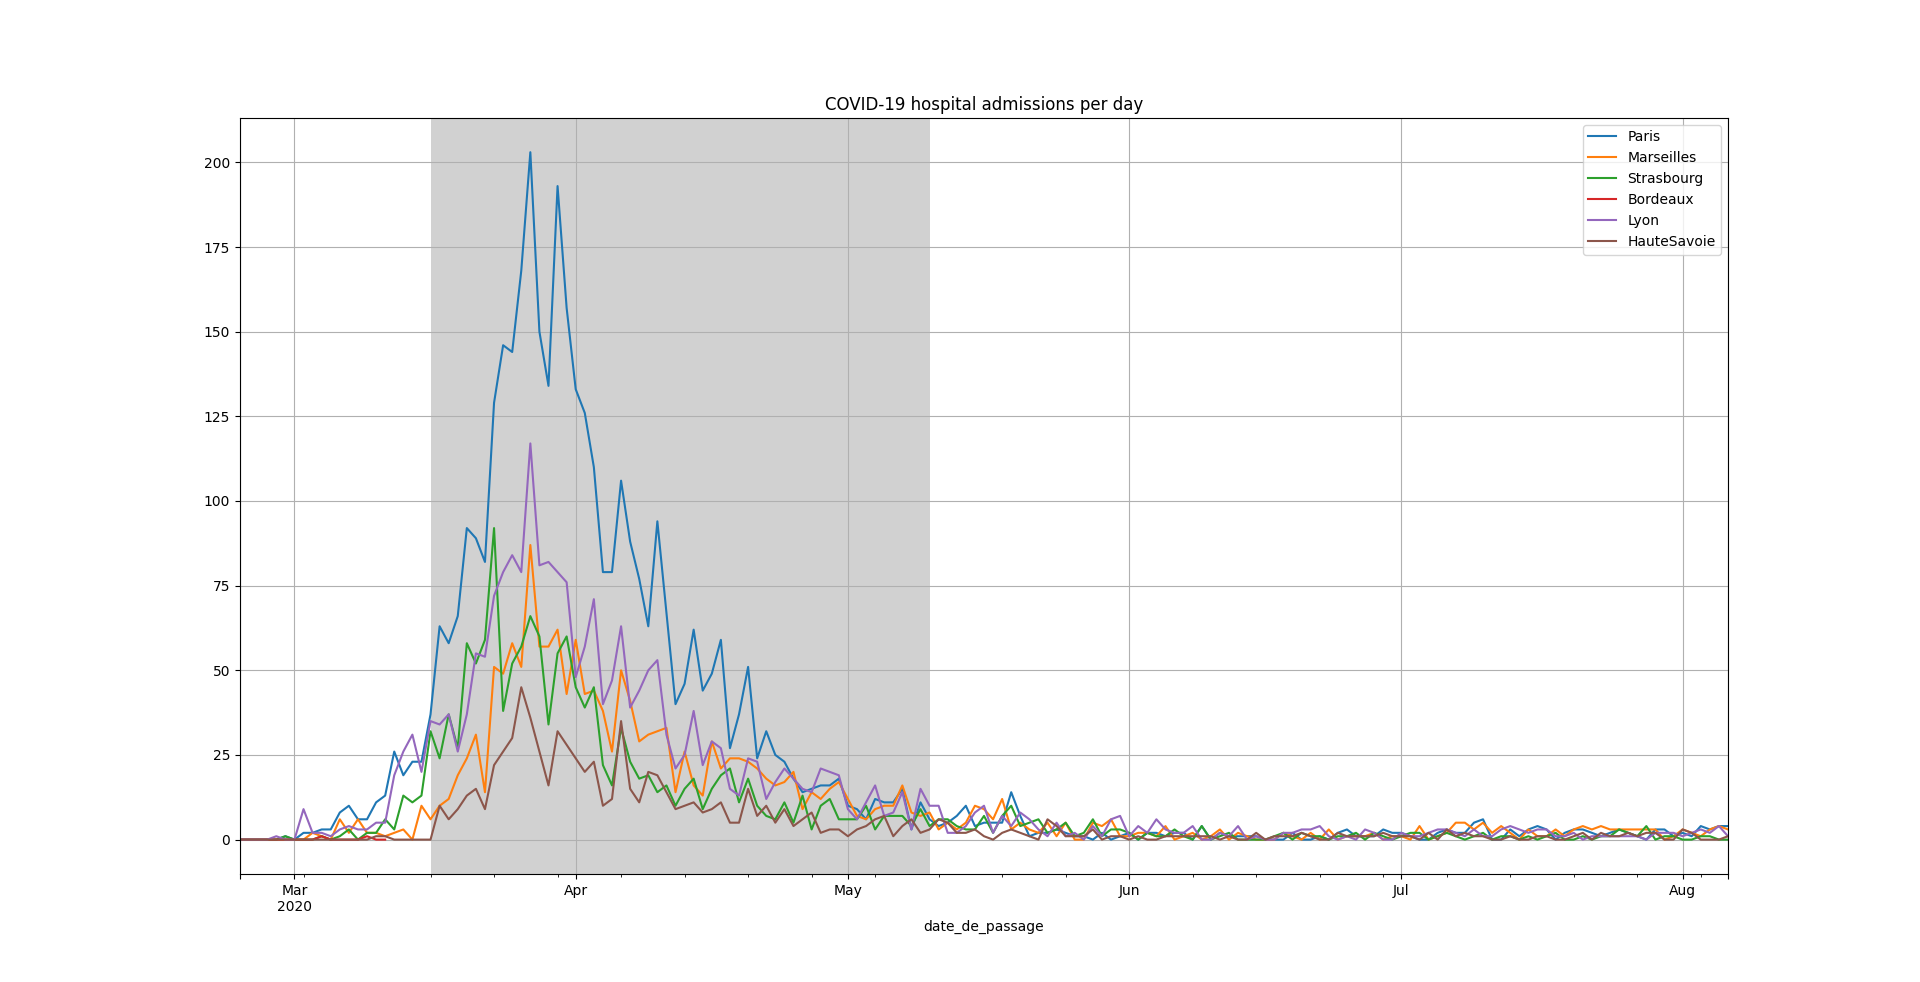 COVID-19 hospital admissions per day
200
175
150
125
100
75
50
25
0
Paris
Marseilles
Strasbourg
Bordeaux
Lyon
HauteSavoie
Mar Apr May Jun Jul Aug
2020
date_de_passage